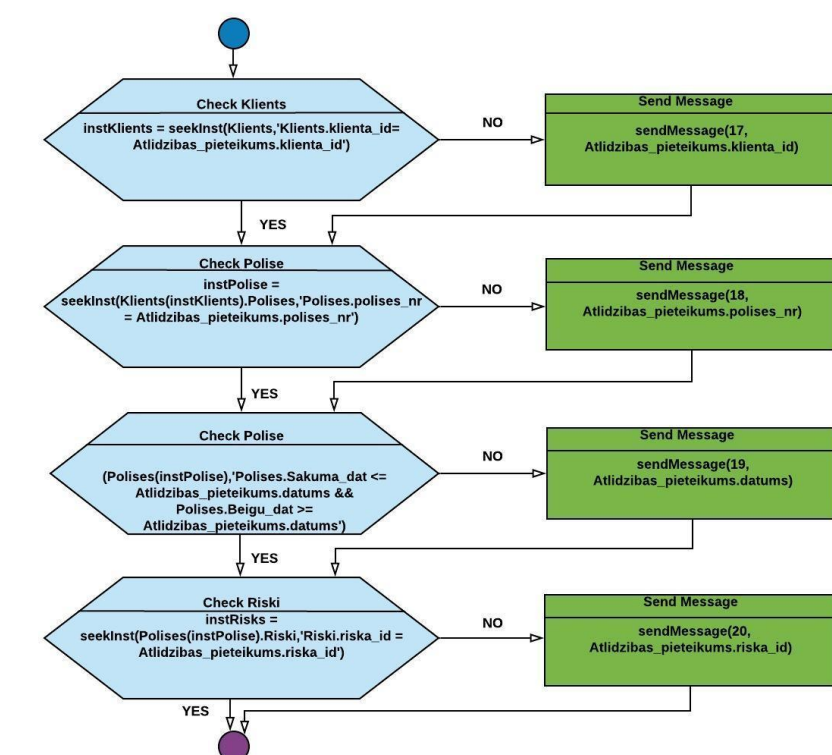 Check Klients
instKlients = seekInst(Klients,'Klients.klienta_id=
Atlidzibas_pieteikums.klienta_id')
NO
Send Message
sendMessage(17,
Atlidzibas_pieteikums.klienta_id)
YES
Check Polise
instPolise =
seekInst(Klients(instKlients).Polises,'Polises.polises_nr
= Atlidzibas_pieteikums.polises_nr')
NO
Send Message
sendMessage(18,
Atlidzibas_pieteikums.polises_nr)
YES
Check Polise
(Polises(instPolise),'Polises.Sakuma_dat <=
Atlidzibas_pieteikums.datums &&
Polises.Beigu_dat >=
Atlidzibas_pieteikums.datums')
NO
Send Message
sendMessage(19,
Atlidzibas_pieteikums.datums)
YES
Check Riski
instRisks =
seekInst(Polises(instPolise).Riski,'Riski.riska_id =
Atlidzibas_pieteikums.riska_id')
NO
Send Message
sendMessage(20,
Atlidzibas_pieteikums.riska_id)
YES